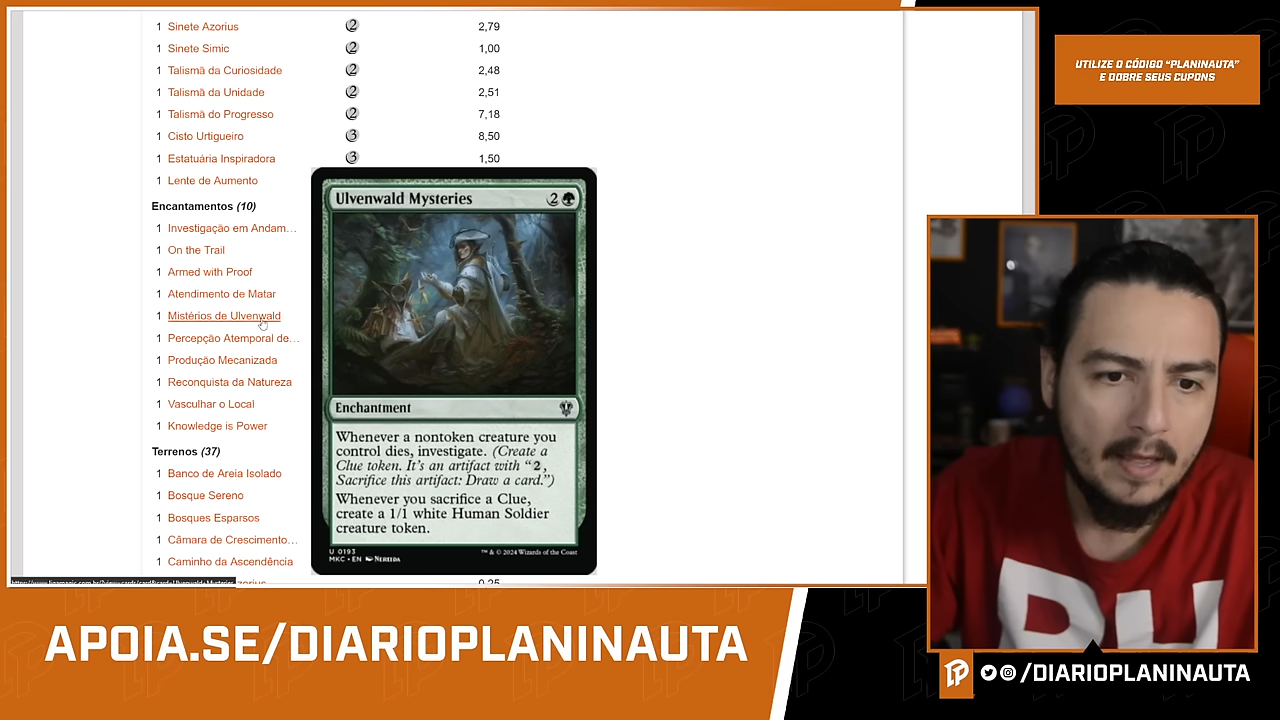 1 Sinete Azorius 2 2,79
1 Sinete Simic 2 1,00
1 Talismã da Curiosidade 2 2,48
1 Talismã da Unidade 2 2,51
1 Talismã do Progresso 2 7,18
1 Cisto Urtigueiro 3 8,50
1 Estatuária Inspiradora 3 1,50
1 Lente de Aumento
Encantamentos (10)
1 Investigação em Andam...
1 On the Trail
1 Armed with Proof
1 Atendimento de Matar
1 Mistérios de Ulvenwald
1 Percepção Atemporal de...
1 Produção Mecanizada
1 Reconquista da Natureza
1 Vasculhar o Local
1 Knowledge is Power
Terrenos (37)
1 Banco de Areia Isolado
1 Bosque Sereno
1 Bosques Esparsos
1 Câmara de Crescimento...
1 Caminho da Ascendência
zorius 0,25
Ulvenwald Mysteries 2
Enchantment
Whenever a nontoken creature you
control dies, investigate. (Create a
Clue token. It's an artifact with "2,
Sacrifice this artifact: Draw a card.")
Whenever you sacrifice a Clue,
create a 1/1 white Human Soldier
creature token.
U 0193
MKC • EN Nereida
™ & © 2024 Wizards of the Coast
UTILIZE O CÓDIGO "PLANINAUTA"
E DOBRE SEUS CUPONS
APOIA.SE/DIARIOPLANINAUTA
/DIARIOPLANINAUTA